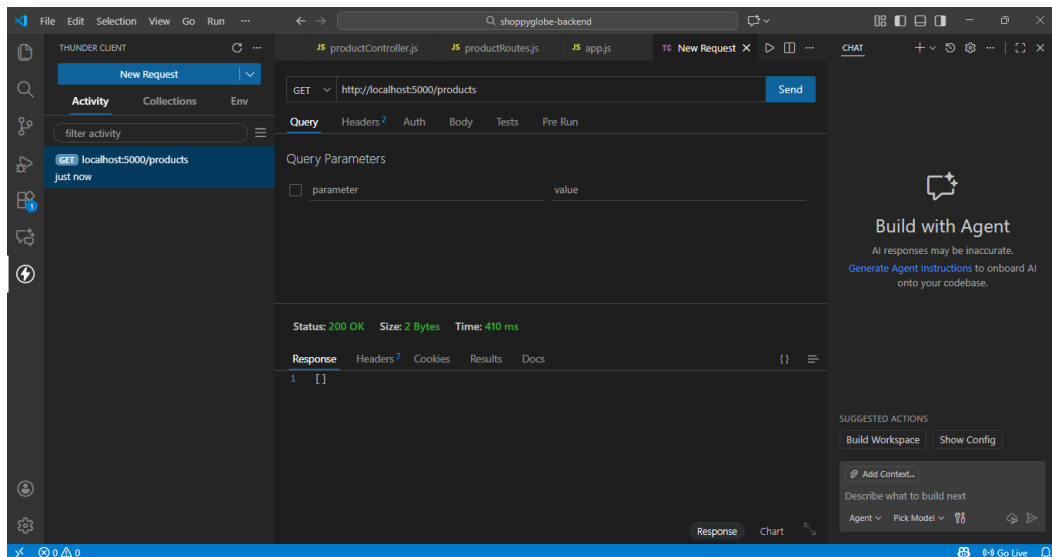 File Edit Selection View Go Run ··· shoppyglobe-backend
THUNDER CLIENT
New Request
Activity Collections Env
filter activity
GET localhost:5000/products
just now
1
JS productController.js JS productRoutes.js JS app.js TC New Request
GET http://localhost:5000/products Send
Query Headers 2 Auth Body Tests Pre Run
Query Parameters
parameter value
Status: 200 OK Size: 2 Bytes Time: 410 ms
Response Headers 7 Cookies Results Docs {}
1 []
Response Chart
CHAT
Build with Agent
AI responses may be inaccurate.
Generate Agent Instructions to onboard AI
onto your codebase.
SUGGESTED ACTIONS
Build Workspace Show Config
Add Context...
Describe what to build next
Agent Pick Model
0 0 Go Live